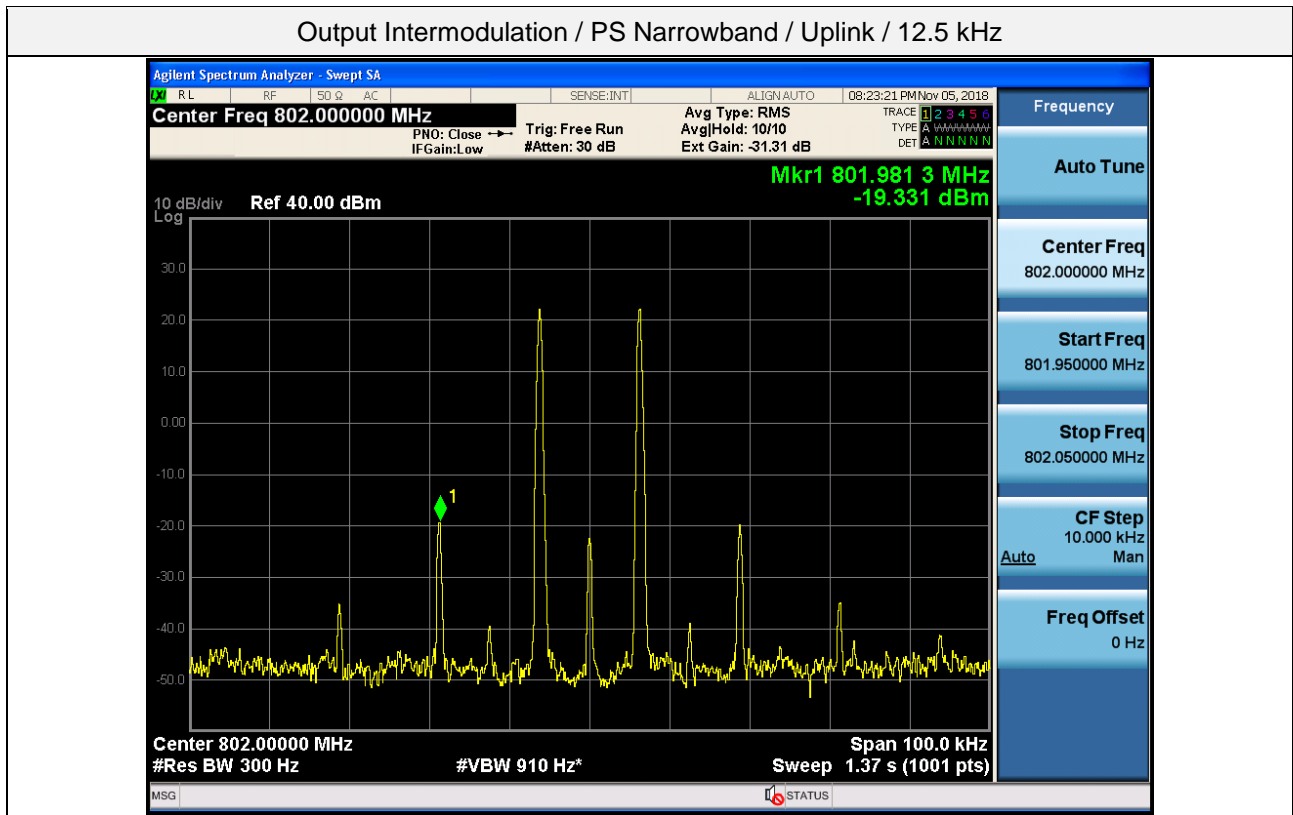 Output Intermodulation / PS Narrowband / Uplink / 12.5 kHz
Agilent Spectrum Analyzer - Swept SA
LXI RL RF 50 Ω AC SENSE:INT ALIGN AUTO 08:23:21 PM Nov 05, 2018
Center Freq 802.000000 MHz
PNO: Close
IFGain:Low
Trig: Free Run
#Atten: 30 dB
Avg Type: RMS
Avg|Hold: 10/10
Ext Gain: -31.31 dB
TRACE 1 2 3 4 5 6
TYPE A WWWWW
DET A N N N N N
Mkr1 801.981 3 MHz
-19.331 dBm
10 dB/div Ref 40.00 dBm
Log
30.0
20.0
10.0
0.00
-10.0
1
-20.0
-30.0
-40.0
-50.0
Center 802.00000 MHz Span 100.0 kHz
#Res BW 300 Hz #VBW 910 Hz* Sweep 1.37 s (1001 pts)
MSG STATUS
Frequency
Auto Tune
Center Freq
802.000000 MHz
Start Freq
801.950000 MHz
Stop Freq
802.050000 MHz
CF Step
10.000 kHz
Auto Man
Freq Offset
0 Hz